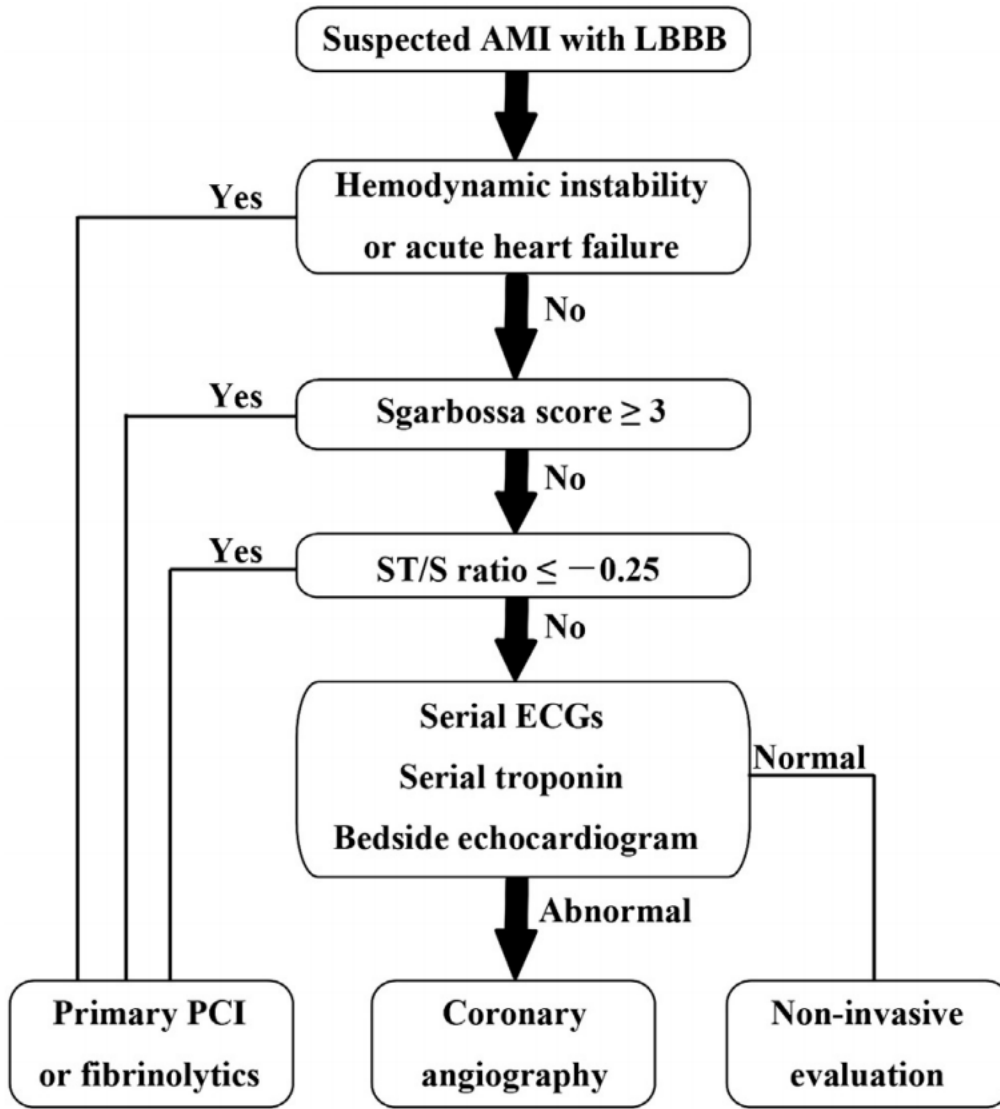 Suspected AMI with LBBB
Yes
Hemodynamic instability
or acute heart failure
No
Yes
Sgarbossa score ≥ 3
No
Yes
ST/S ratio ≤ −0.25
No
Serial ECGs
Serial troponin
Bedside echocardiogram
Normal
Abnormal
Primary PCI
or fibrinolytics
Coronary
angiography
Non-invasive
evaluation